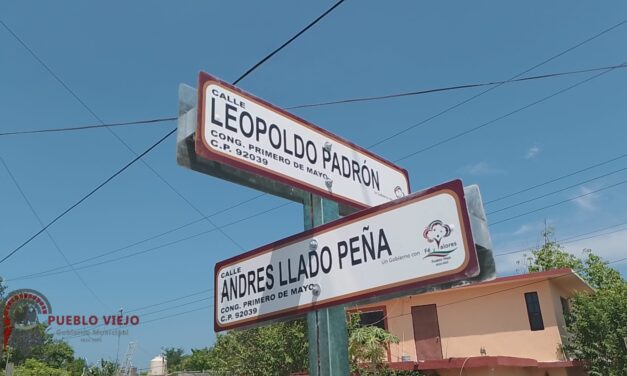 CALLE
LEOPOLDO PADRÓN
CONG. PRIMERO DE MAYO
C.P. 92039
CALLE
ANDRES LLADO PEÑA
CONG. PRIMERO DE MAYO
C.P. 92039
Un Gobierno con
Fé y Valores
PUEBLO VIEJO
Gobierno Municipal